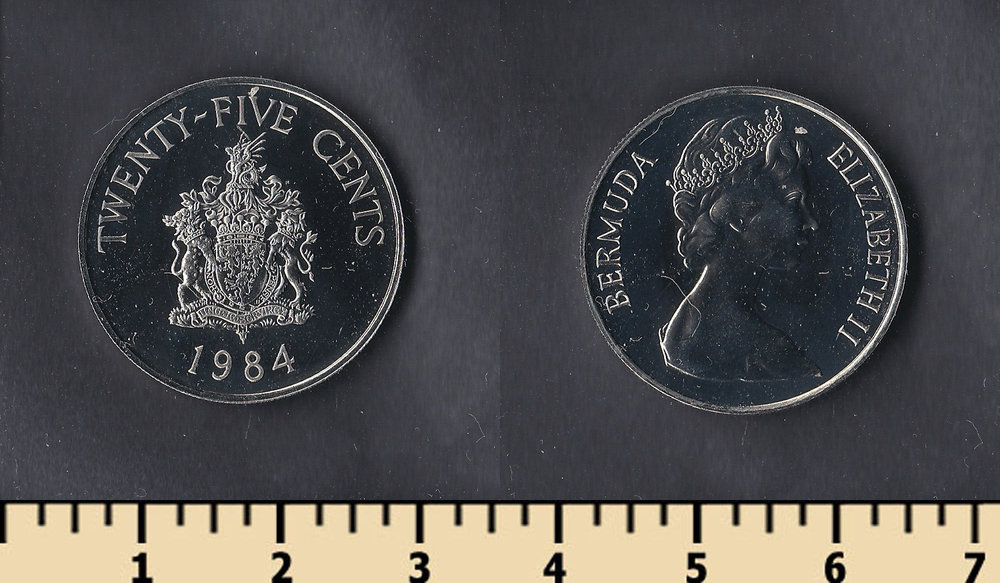 TWENTY-FIVE CENTS
1984
BERMUDA
ELIZABETH II
1 2 3 4 5 6 7